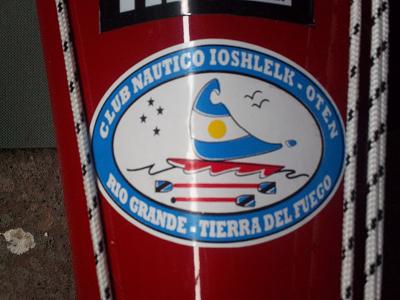 CLUB NAUTICO IOSHLELK - OTEN
RIO GRANDE - TIERRA DEL FUEGO